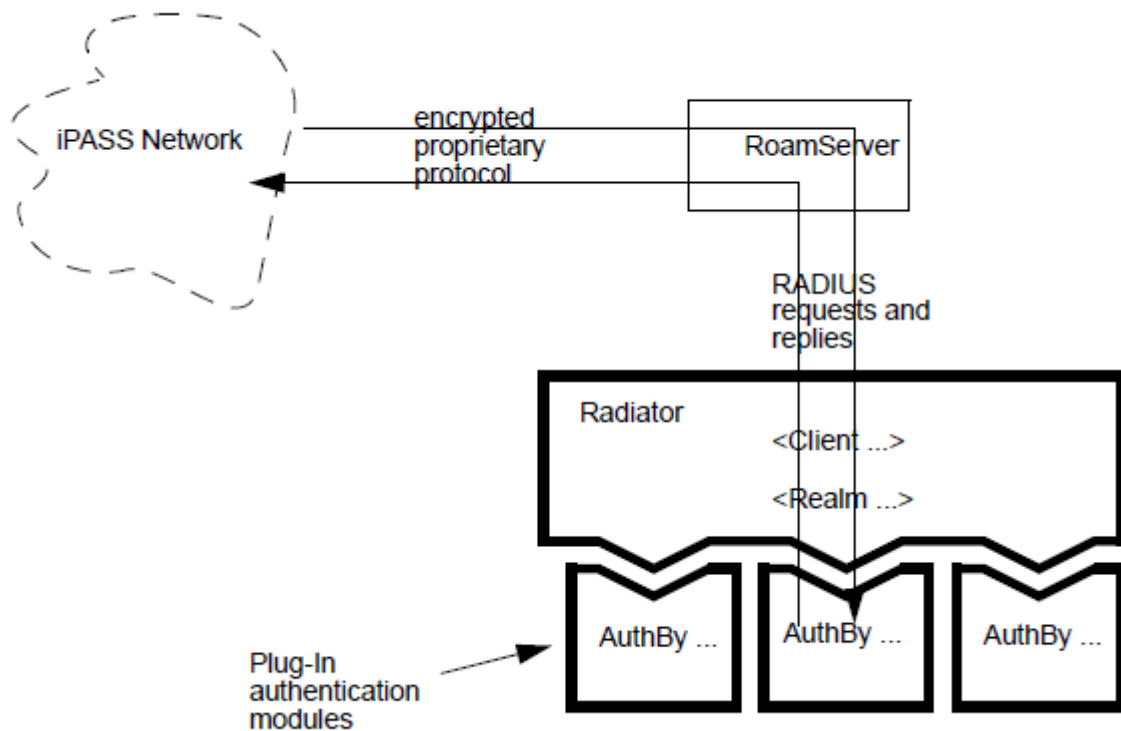 iPASS Network
encrypted
proprietary
protocol
RoamServer
RADIUS
requests and
replies
Radiator
<Client ...>
<Realm ...>
AuthBy ...
AuthBy ...
AuthBy ...
Plug-In
authentication
modules